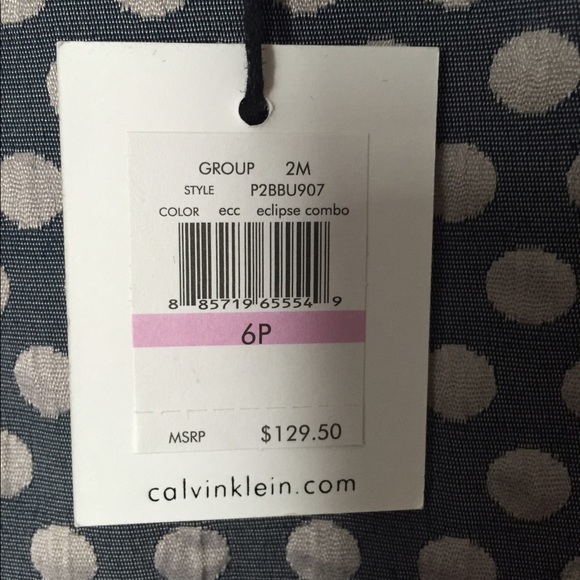 GROUP 2M
STYLE P2BBU907
COLOR ecc eclipse combo
8 85719 65554 9
6P
MSRP $129.50
calvinklein.com